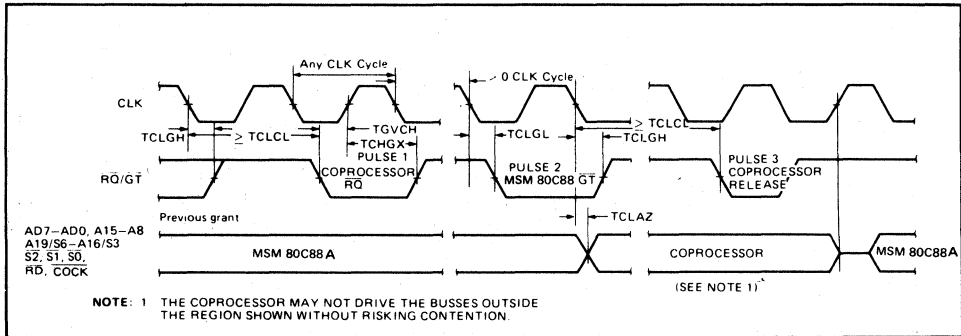 Any CLK Cycle
> 0 CLK Cycle
CLK
TCLGH
≥ TCLCL
TGVCH
TCHGX
TCLGL
≥ TCLCL
TCLGH
PULSE 1
COPROCESSOR
RQ
PULSE 2
MSM 80C88 GT
PULSE 3
COPROCESSOR
RELEASE
RQ/GT
Previous grant
TCLAZ
AD7-AD0, A15-A8
A19/S6-A16/S3
S2, S1, S0,
RD, COCK
MSM 80C88A
COPROCESSOR
MSM 80C88A
(SEE NOTE 1)
NOTE: 1 THE COPROCESSOR MAY NOT DRIVE THE BUSSES OUTSIDE
THE REGION SHOWN WITHOUT RISKING CONTENTION.